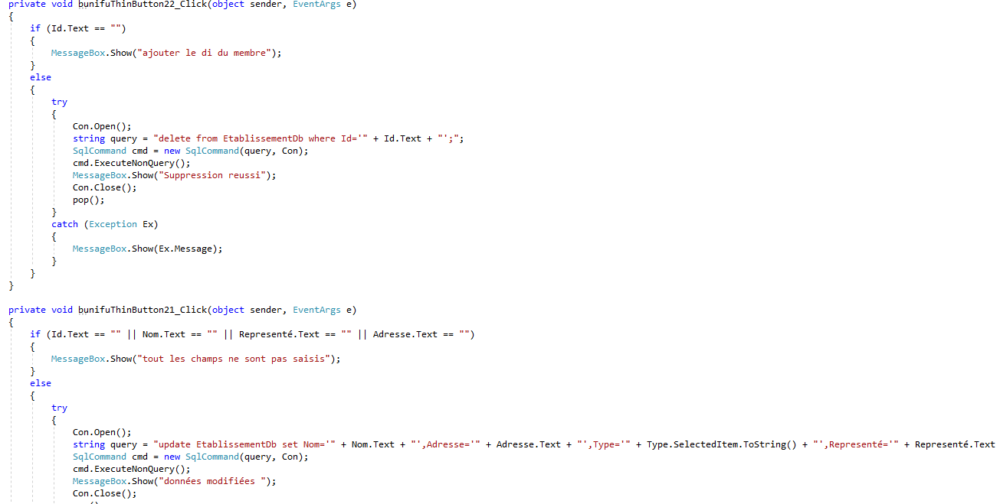 private void bunifuThinButton22_Click(object sender, EventArgs e)
{
if (Id.Text == "")
{
MessageBox.Show("ajouter le di du membre");
}
else
{
try
{
Con.Open();
string query = "delete from EtablissementDb where Id='" + Id.Text + "';";
SqlCommand cmd = new SqlCommand(query, Con);
cmd.ExecuteNonQuery();
MessageBox.Show("Suppression reussi");
Con.Close();
pop();
}
catch (Exception Ex)
{
MessageBox.Show(Ex.Message);
}
}
}
private void bunifuThinButton21_Click(object sender, EventArgs e)
{
if (Id.Text == "" || Nom.Text == "" || Representé.Text == "" || Adresse.Text == "")
{
MessageBox.Show("tout les champs ne sont pas saisis");
}
else
{
try
{
Con.Open();
string query = "update EtablissementDb set Nom='" + Nom.Text + "',Adresse='" + Adresse.Text + "',Type='" + Type.SelectedItem.ToString() + "',Representé='" + Representé.Text
SqlCommand cmd = new SqlCommand(query, Con);
cmd.ExecuteNonQuery();
MessageBox.Show("données modifiées ");
Con.Close();